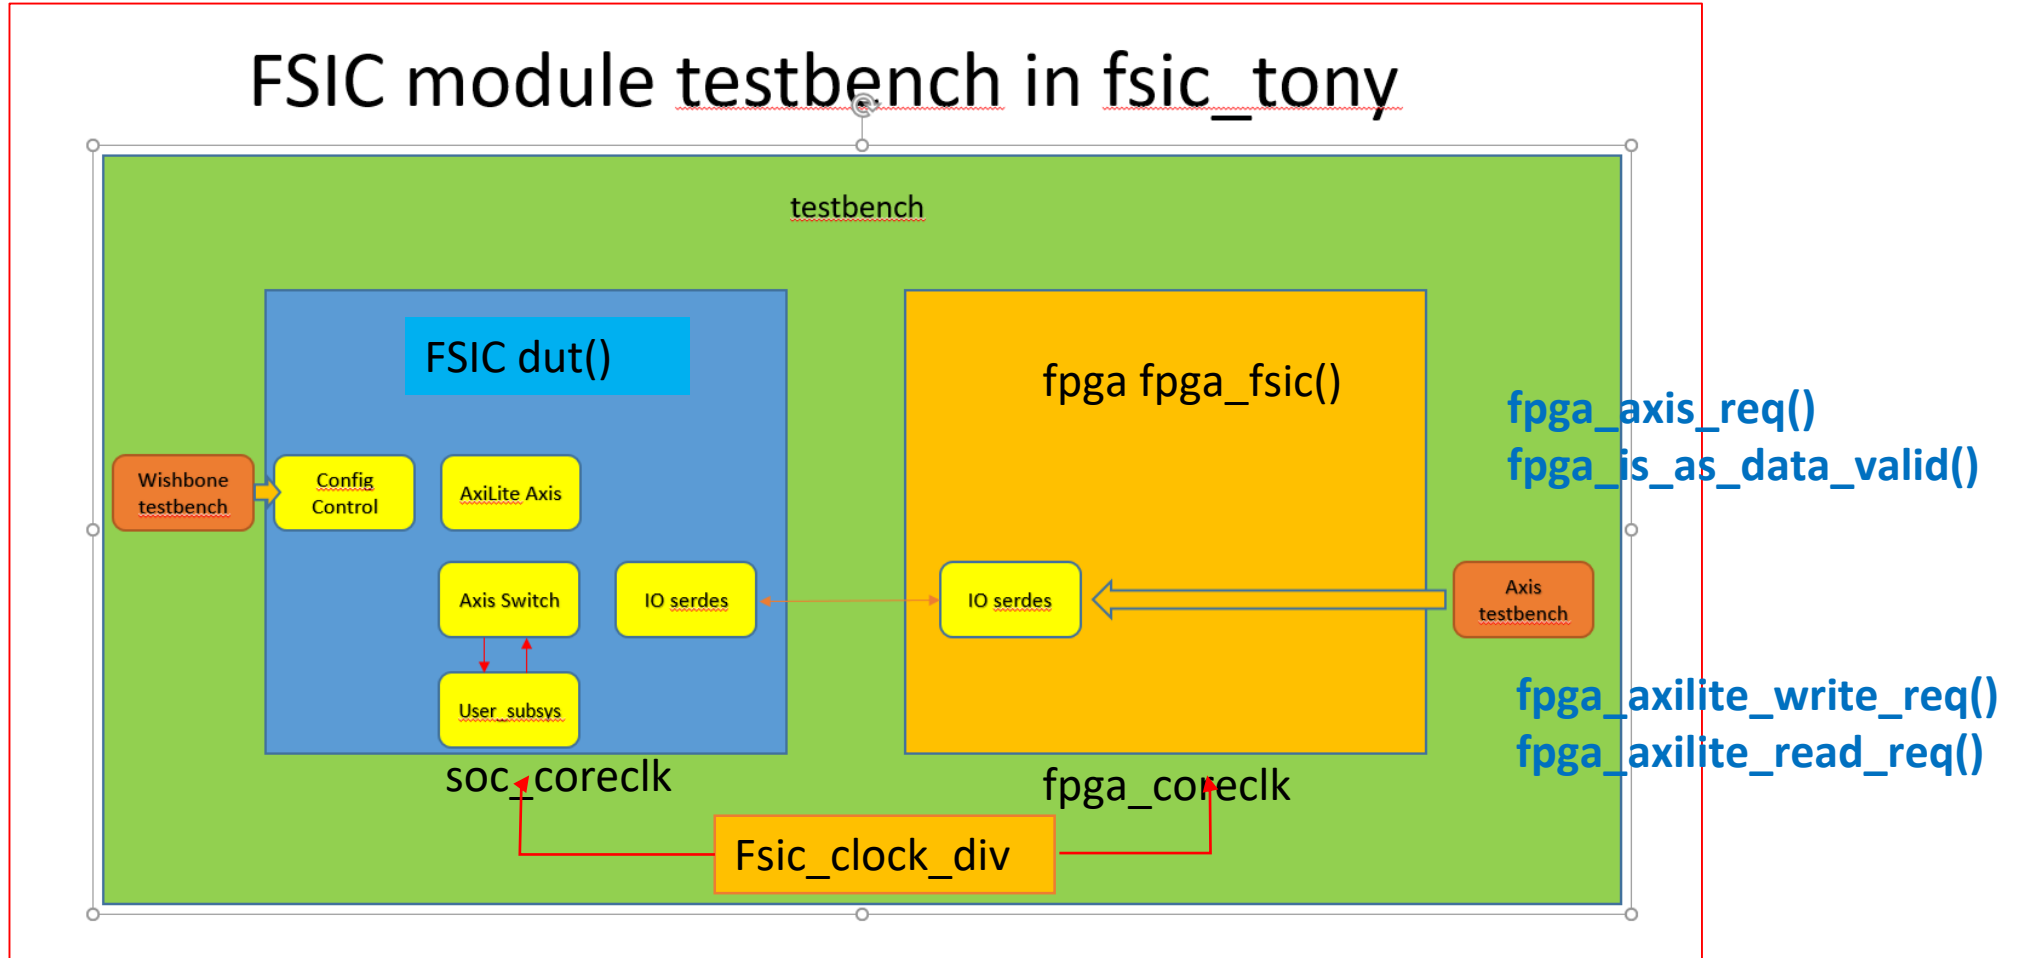 FSIC module testbench in fsic_tony
testbench
FSIC dut()
fpga fpga_fsic()
fpga_axis_req()
fpga_is_as_data_valid()
Wishbone
testbench
Config
Control
AxiLite Axis
Axis Switch
IO serdes
IO serdes
Axis
testbench
User_subsys
fpga_axilite_write_req()
fpga_axilite_read_req()
soc_coreclk
fpga_coreclk
Fsic_clock_div